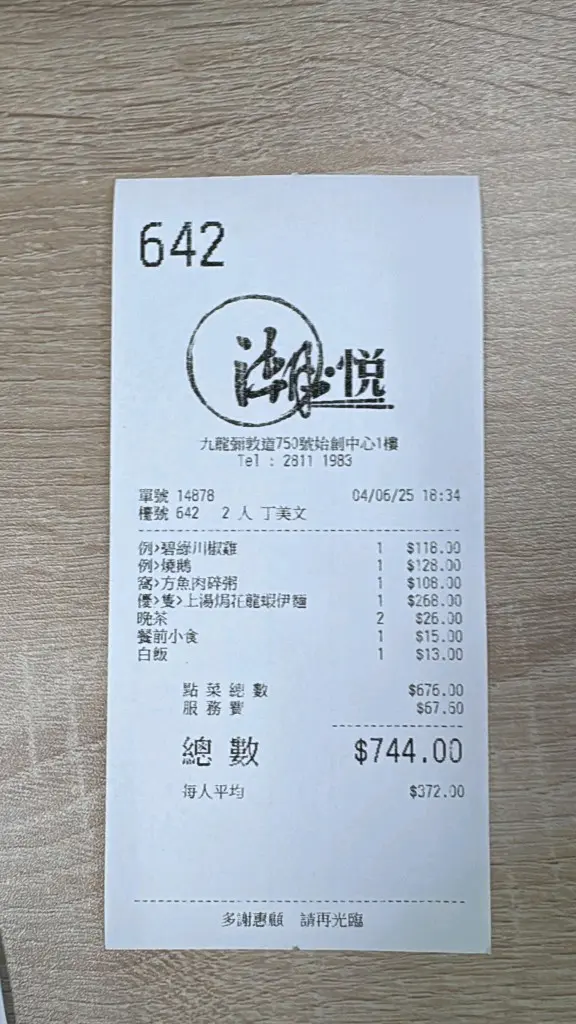 642
潮悦
九龍彌敦道750號始創中心1樓
Tel : 2811 1983
單號 14878 04/06/25 18:34
檯號 642 2 人 丁美文
例>碧綠川椒雞 1 $118.00
例>燒鵝 1 $128.00
窩>方魚肉碎粥 1 $108.00
優>隻>上湯焗花龍蝦伊麵 1 $268.00
晚茶 2 $26.00
餐前小食 1 $15.00
白飯 1 $13.00
點菜總數 $676.00
服務費 $67.60
總數 $744.00
每人平均 $372.00
多謝惠顧 請再光臨